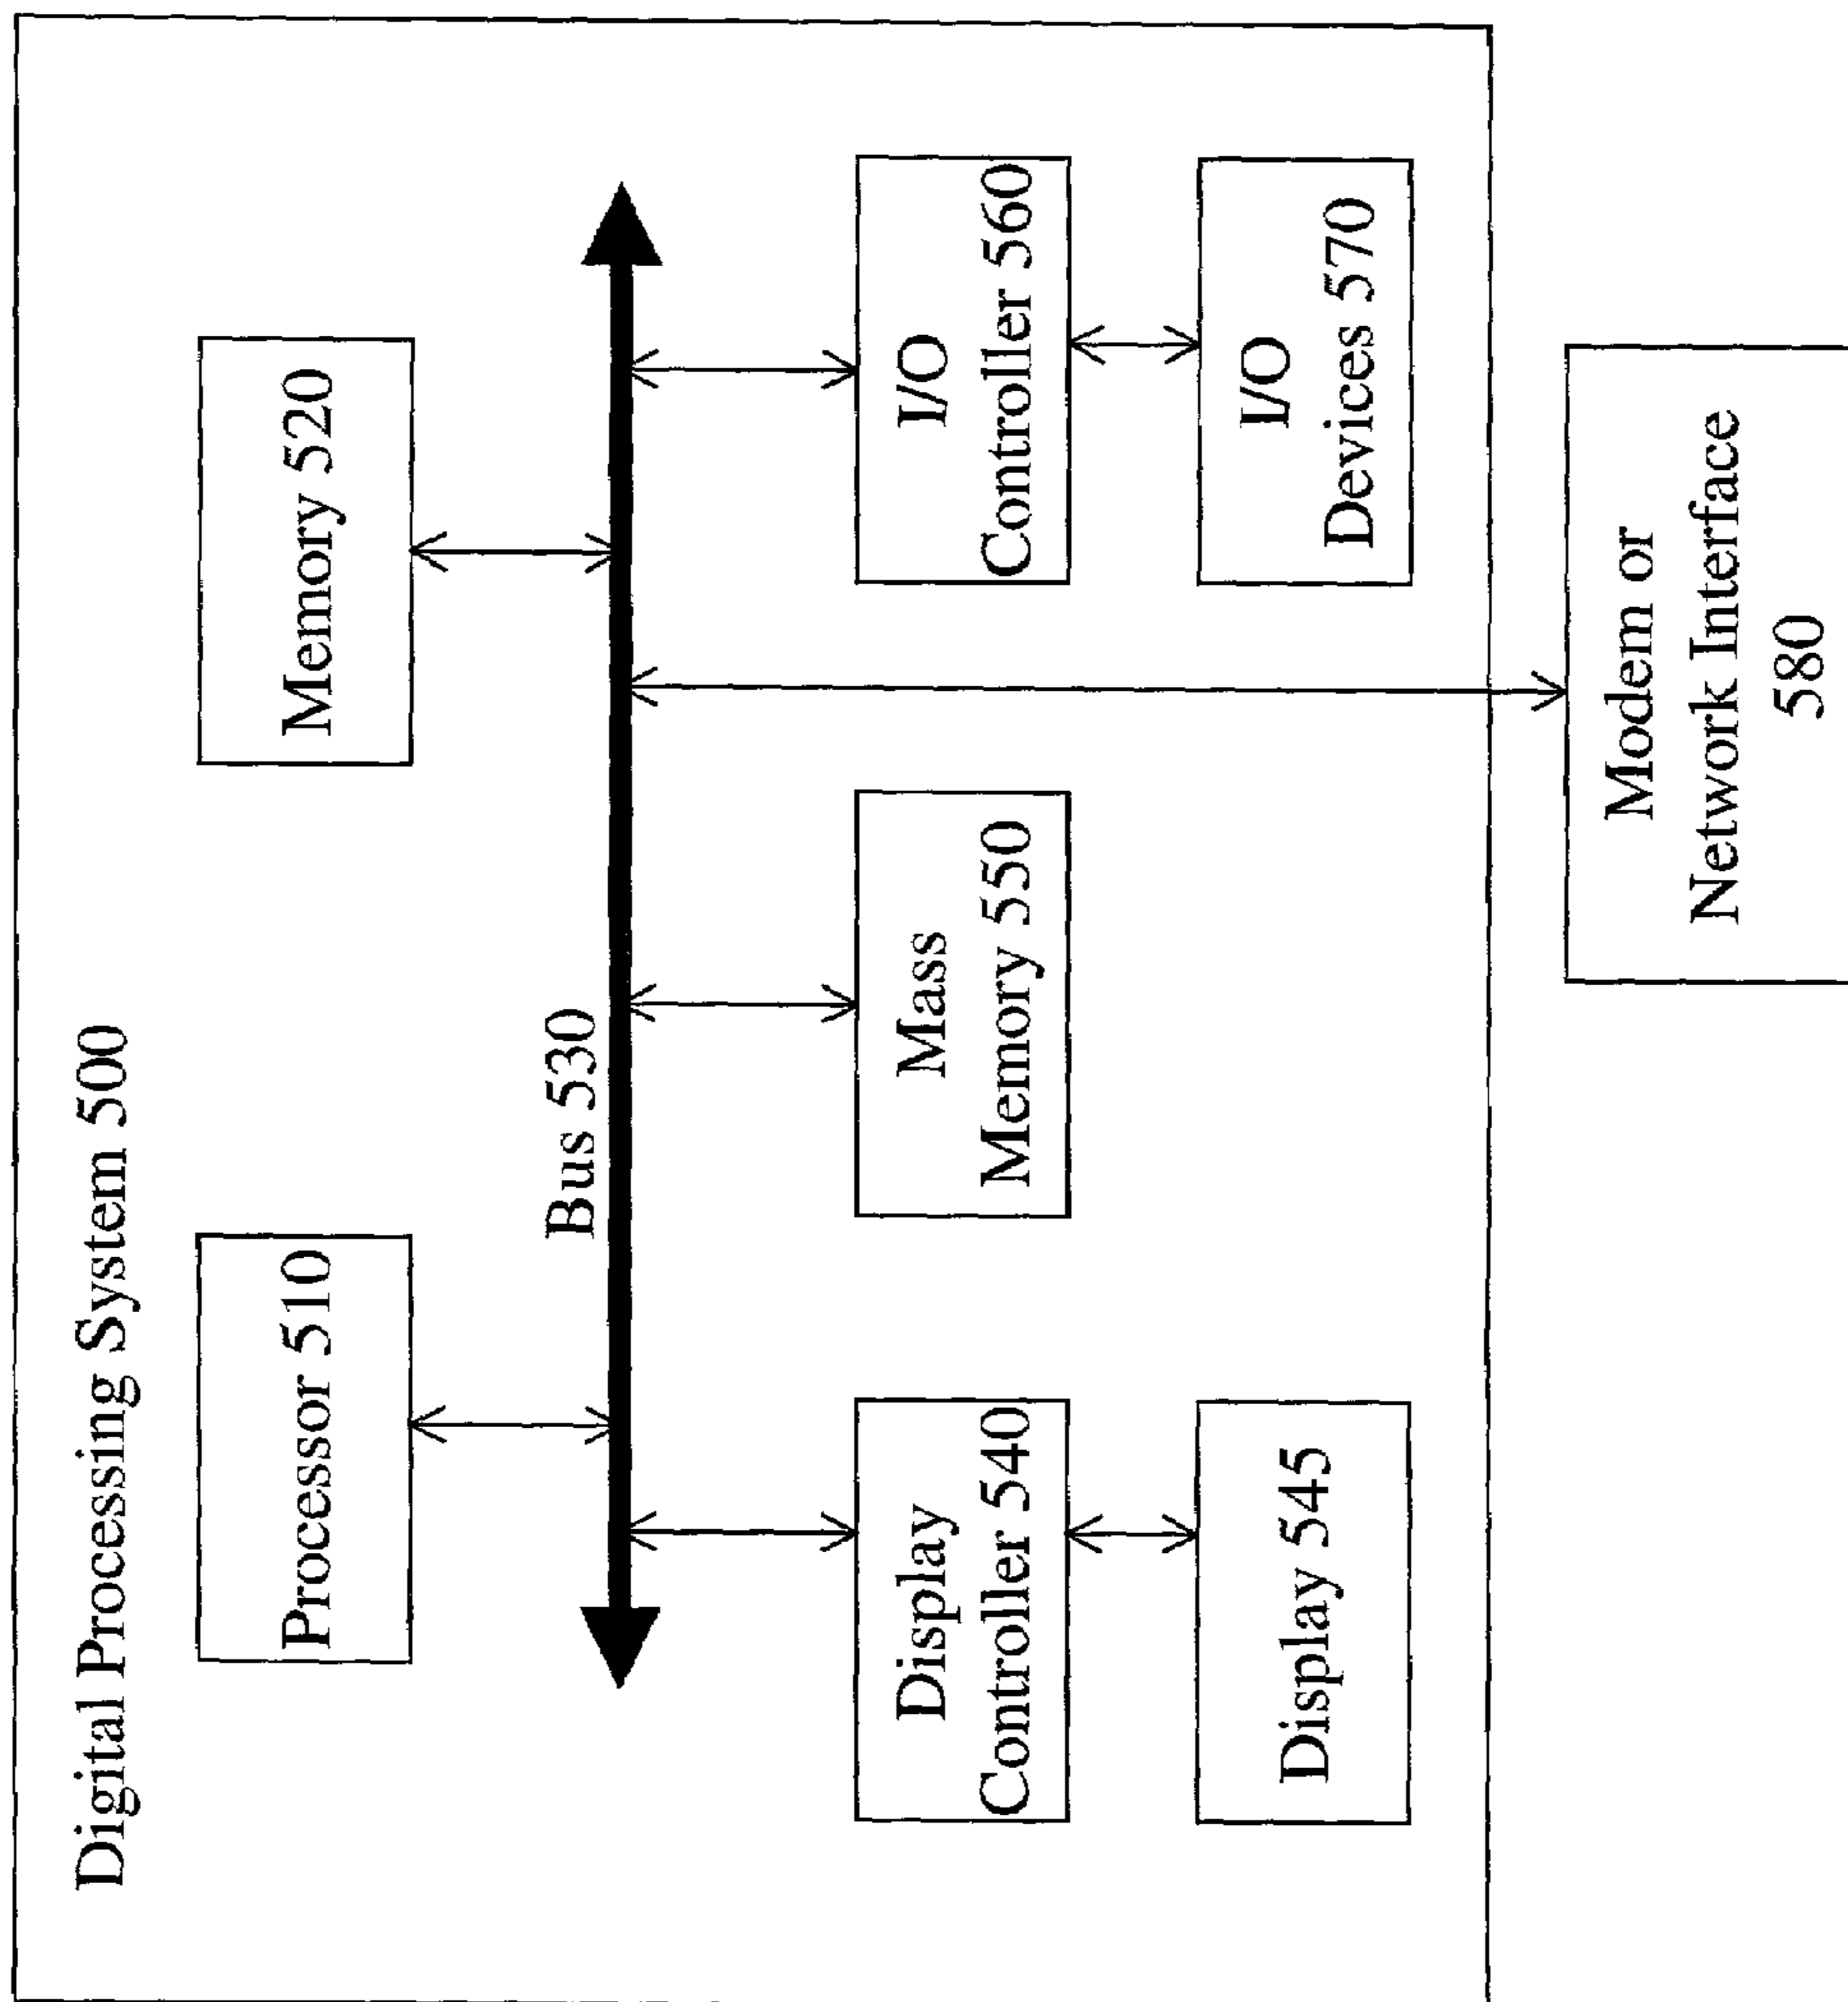 Digital Processing System 500
Processor 510
Memory 520
Bus 530
Display
Controller 540
Mass
Memory 550
I/O
Controller 560
Display 545
I/O
Devices 570
Modem or
Network Interface
580